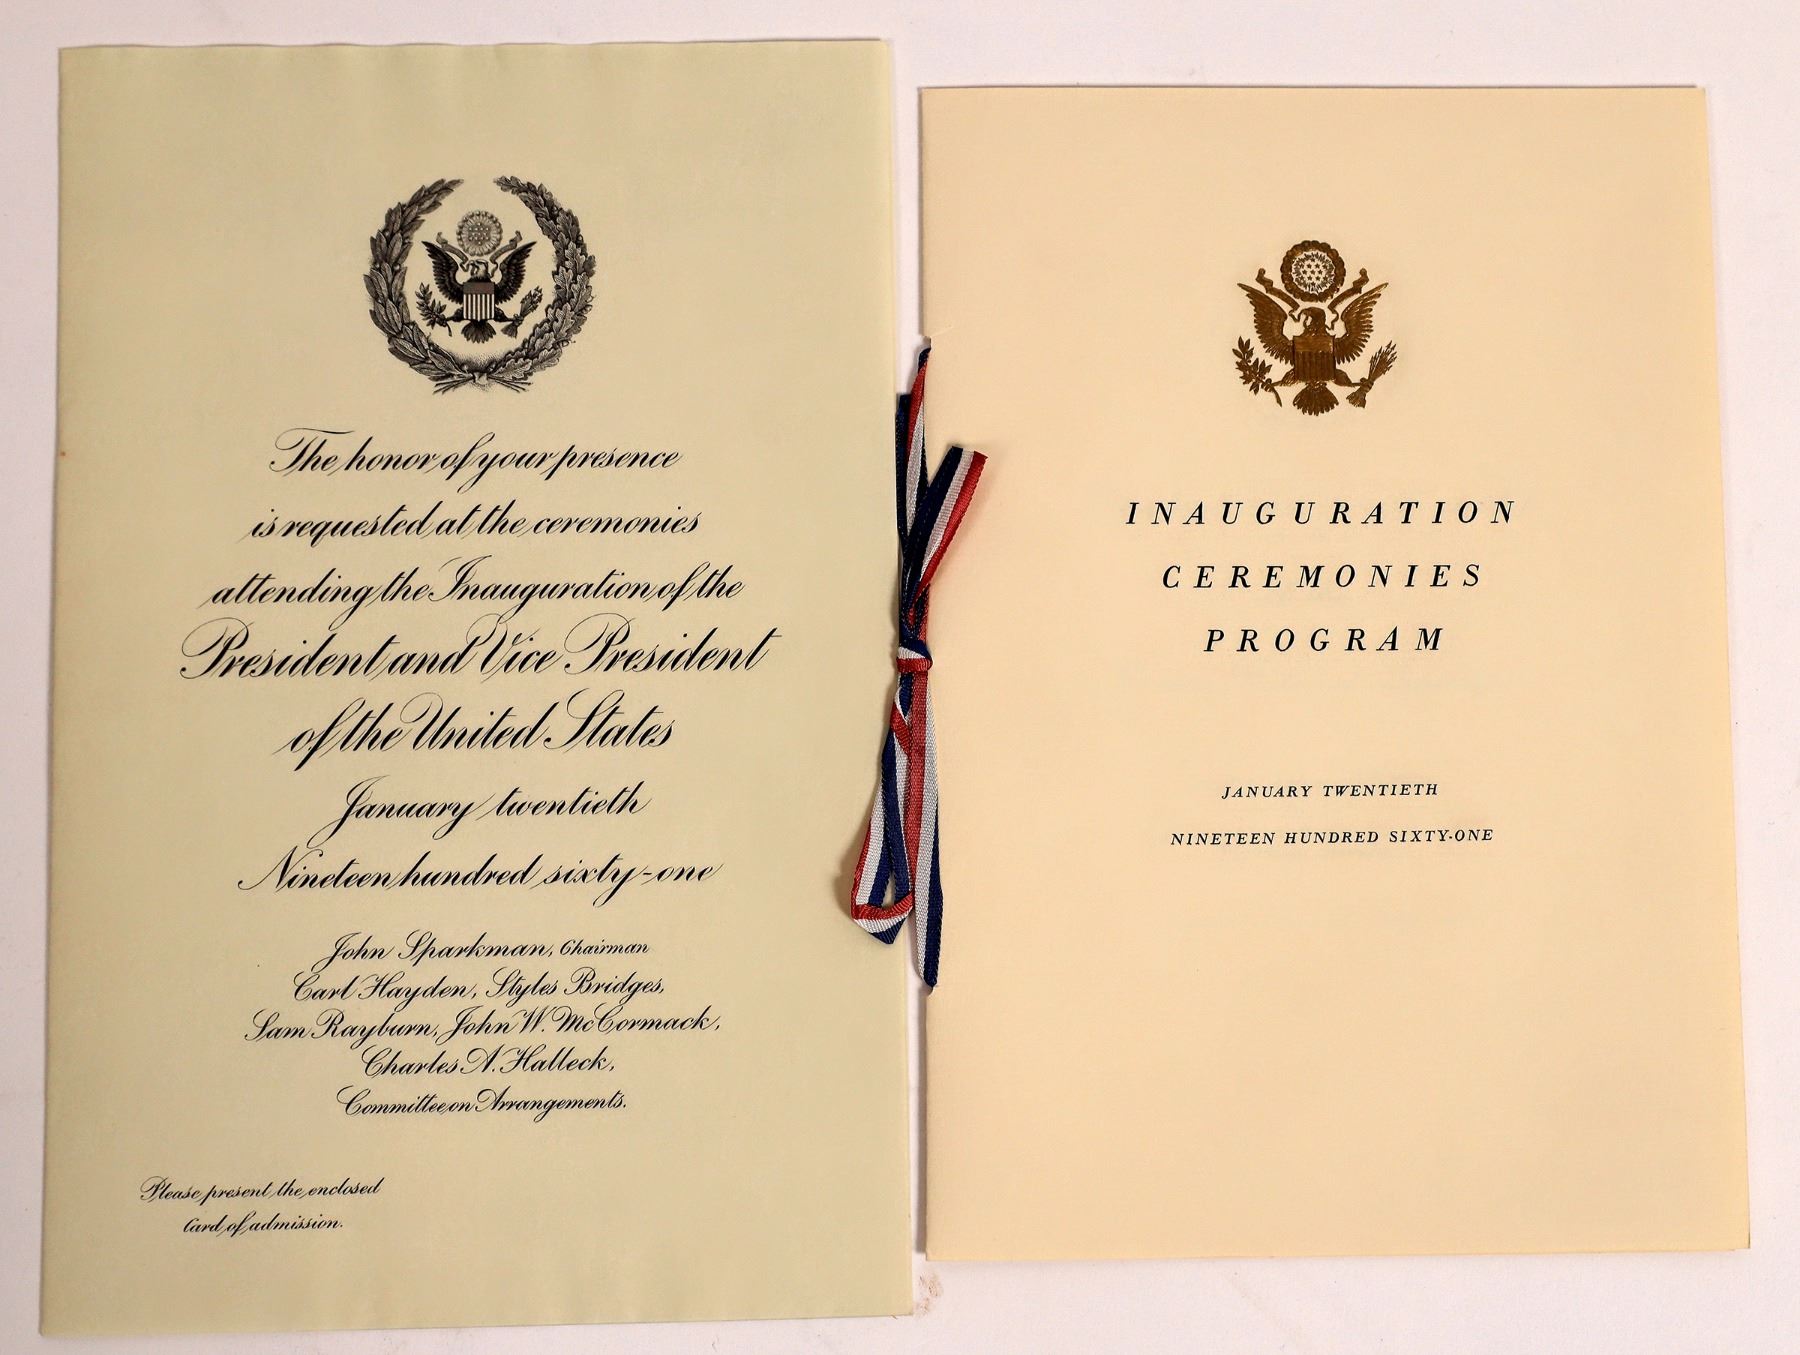 The honor of your presence
is requested at the ceremonies
attending the Inauguration of the
President and Vice President
of the United States
January twentieth
Nineteen hundred sixty-one
John Sparkman, Chairman
Carl Hayden, Styles Bridges,
Sam Rayburn, John W. McCormack,
Charles A. Halleck,
Committee on Arrangements.
Please present the enclosed
Card of admission.
INAUGURATION
CEREMONIES
PROGRAM
JANUARY TWENTIETH
NINETEEN HUNDRED SIXTY-ONE